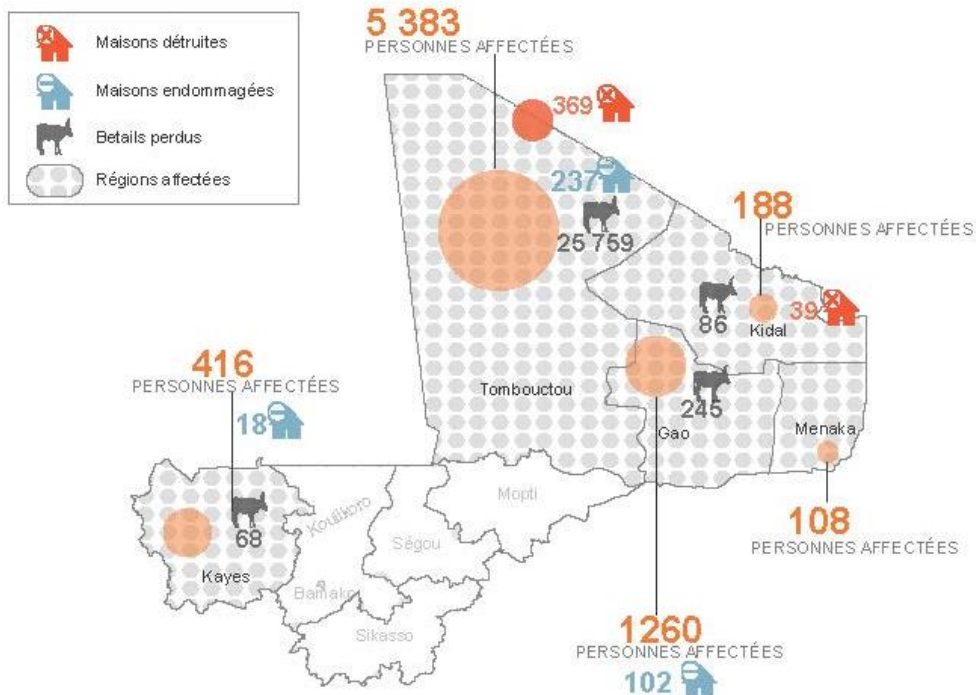 Maisons détruites
Maisons endommagées
Betails perdus
Régions affectées
5 383
PERSONNES AFFECTÉES
369
237
25 759
188
PERSONNES AFFECTÉES
86
39
Kidal
416
PERSONNES AFFECTÉES
18
Tombouctou
245
Gao
Menaka
68
Kayes
Koulikoro
Ségou
Mopti
Bamako
Sikasso
108
PERSONNES AFFECTÉES
1260
PERSONNES AFFECTÉES
102